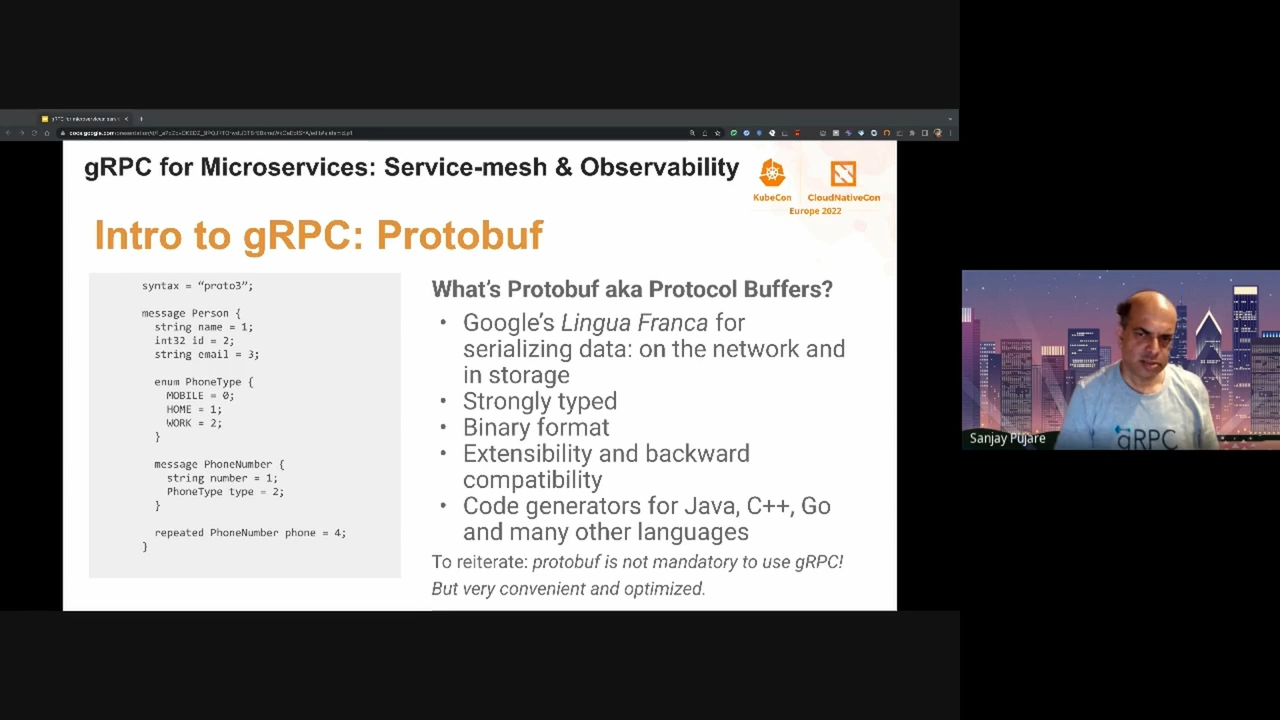 gRPC for Microservices: Service-mesh & Observability
KubeCon
CloudNativeCon
Europe 2022
Intro to gRPC: Protobuf
syntax = “proto3”;
message Person {
string name = 1;
int32 id = 2;
string email = 3;
enum PhoneType {
MOBILE = 0;
HOME = 1;
WORK = 2;
}
message PhoneNumber {
string number = 1;
PhoneType type = 2;
}
repeated PhoneNumber phone = 4;
}
What’s Protobuf aka Protocol Buffers?
• Google’s Lingua Franca for
serializing data: on the network and
in storage
• Strongly typed
• Binary format
• Extensibility and backward
compatibility
• Code generators for Java, C++, Go
and many other languages
To reiterate: protobuf is not mandatory to use gRPC!
But very convenient and optimized.
gRPC
Sanjay Pujare